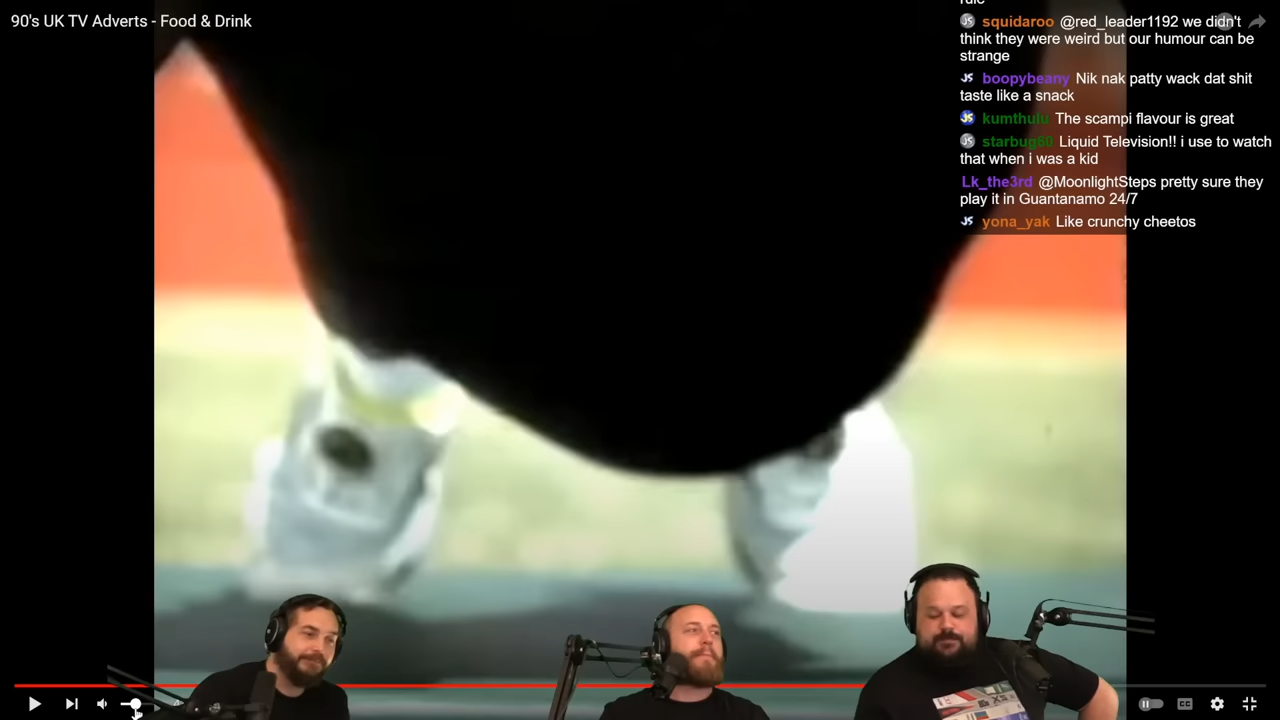 90's UK TV Adverts - Food & Drink
squidaroo @red_leader1192 we didn't
think they were weird but our humour can be
strange
boopybeany Nik nak patty wack dat shit
taste like a snack
kumthulu The scampi flavour is great
starbug60 Liquid Television!! i use to watch
that when i was a kid
Lk_the3rd @MoonlightSteps pretty sure they
play it in Guantanamo 24/7
yona_yak Like crunchy cheetos